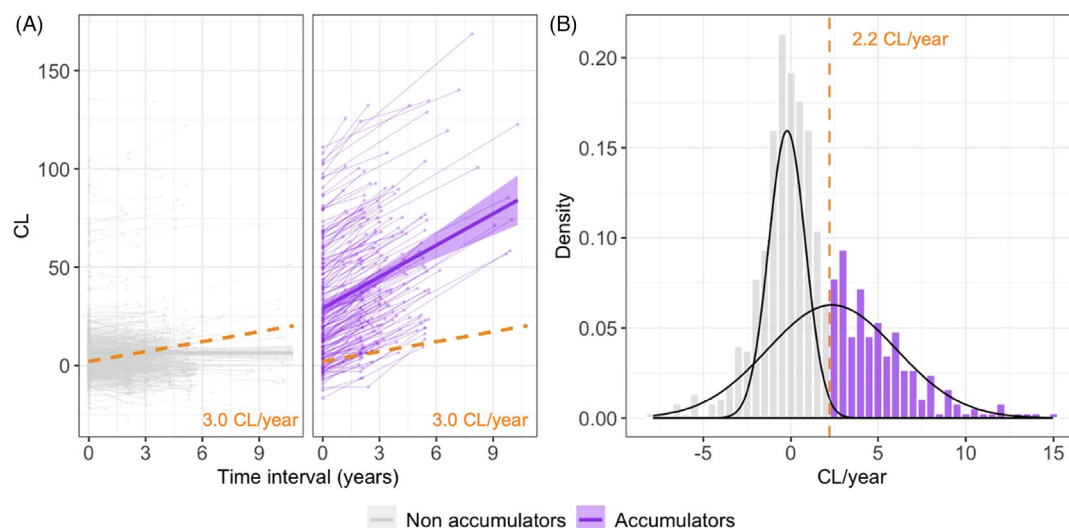 (A)
CL
150
100
50
0
3.0 CL/year
3.0 CL/year
0 3 6 9
0 3 6 9
Time interval (years)
(B)
2.2 CL/year
Density
0.20
0.15
0.10
0.05
0.00
-5 0 5 10 15
CL/year
Non accumulators Accumulators